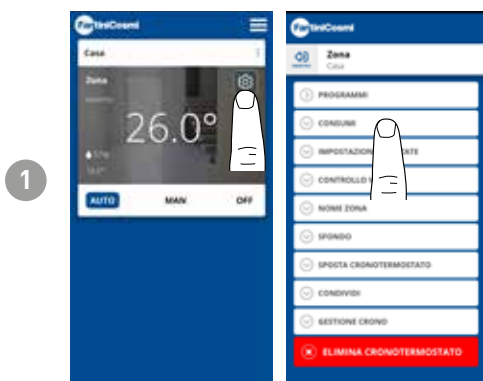 1
FantiniCosmi
Casa
Zona
26.0°
57%
AUTO MAN OFF
FantiniCosmi
Zona
Casa
PROGRAMMI
CONSUMI
CONTROLLO
NOME ZONA
SFONDO
SPOSTA CRONOTERMOSTATO
CONDIVIDI
GESTIONE CRONO
ELIMINA CRONOTERMOSTATO